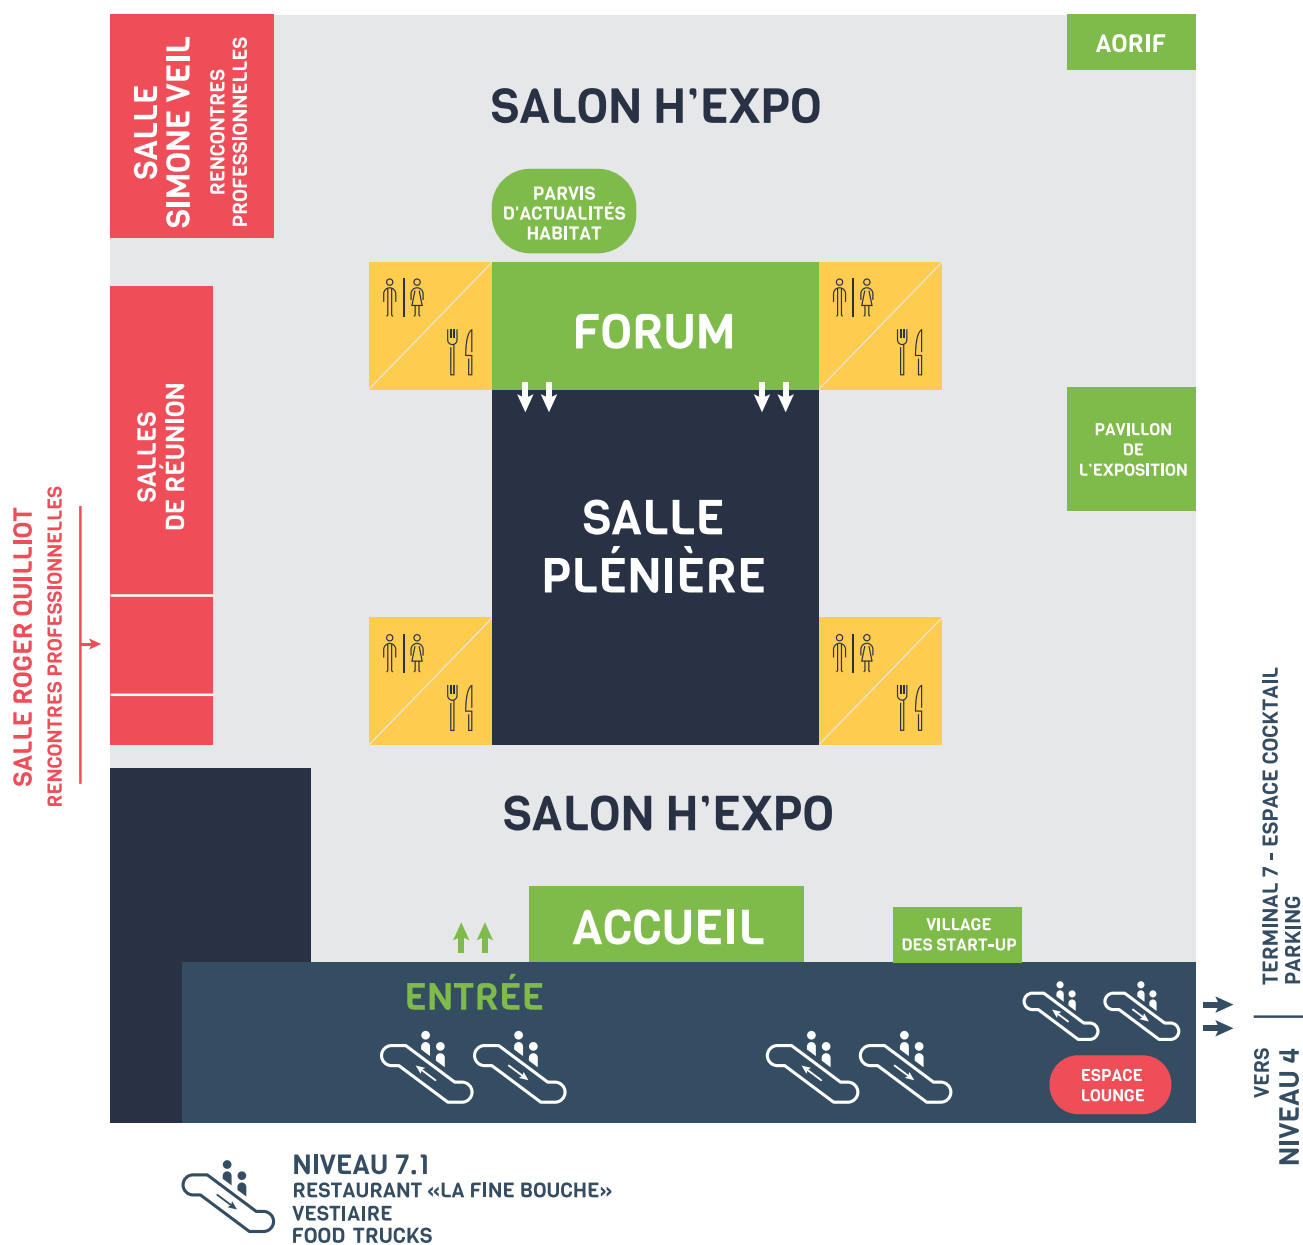 SALLE
SIMONE VEIL
RENCONTRES
PROFESSIONNELLES
AORIF
SALON H'EXPO
PARVIS
D'ACTUALITÉS
HABITAT
FORUM
SALLES
DE RÉUNION
PAVILLON
DE
L'EXPOSITION
SALLE
PLÉNIÈRE
SALLE ROGER QUILLIOT
RENCONTRES PROFESSIONNELLES
SALON H'EXPO
ACCUEIL
VILLAGE
DES START-UP
ENTRÉE
ESPACE
LOUNGE
TERMINAL 7 - ESPACE COCKTAIL
PARKING
VERS
NIVEAU 4
NIVEAU 7.1
RESTAURANT «LA FINE BOUCHE»
VESTIAIRE
FOOD TRUCKS